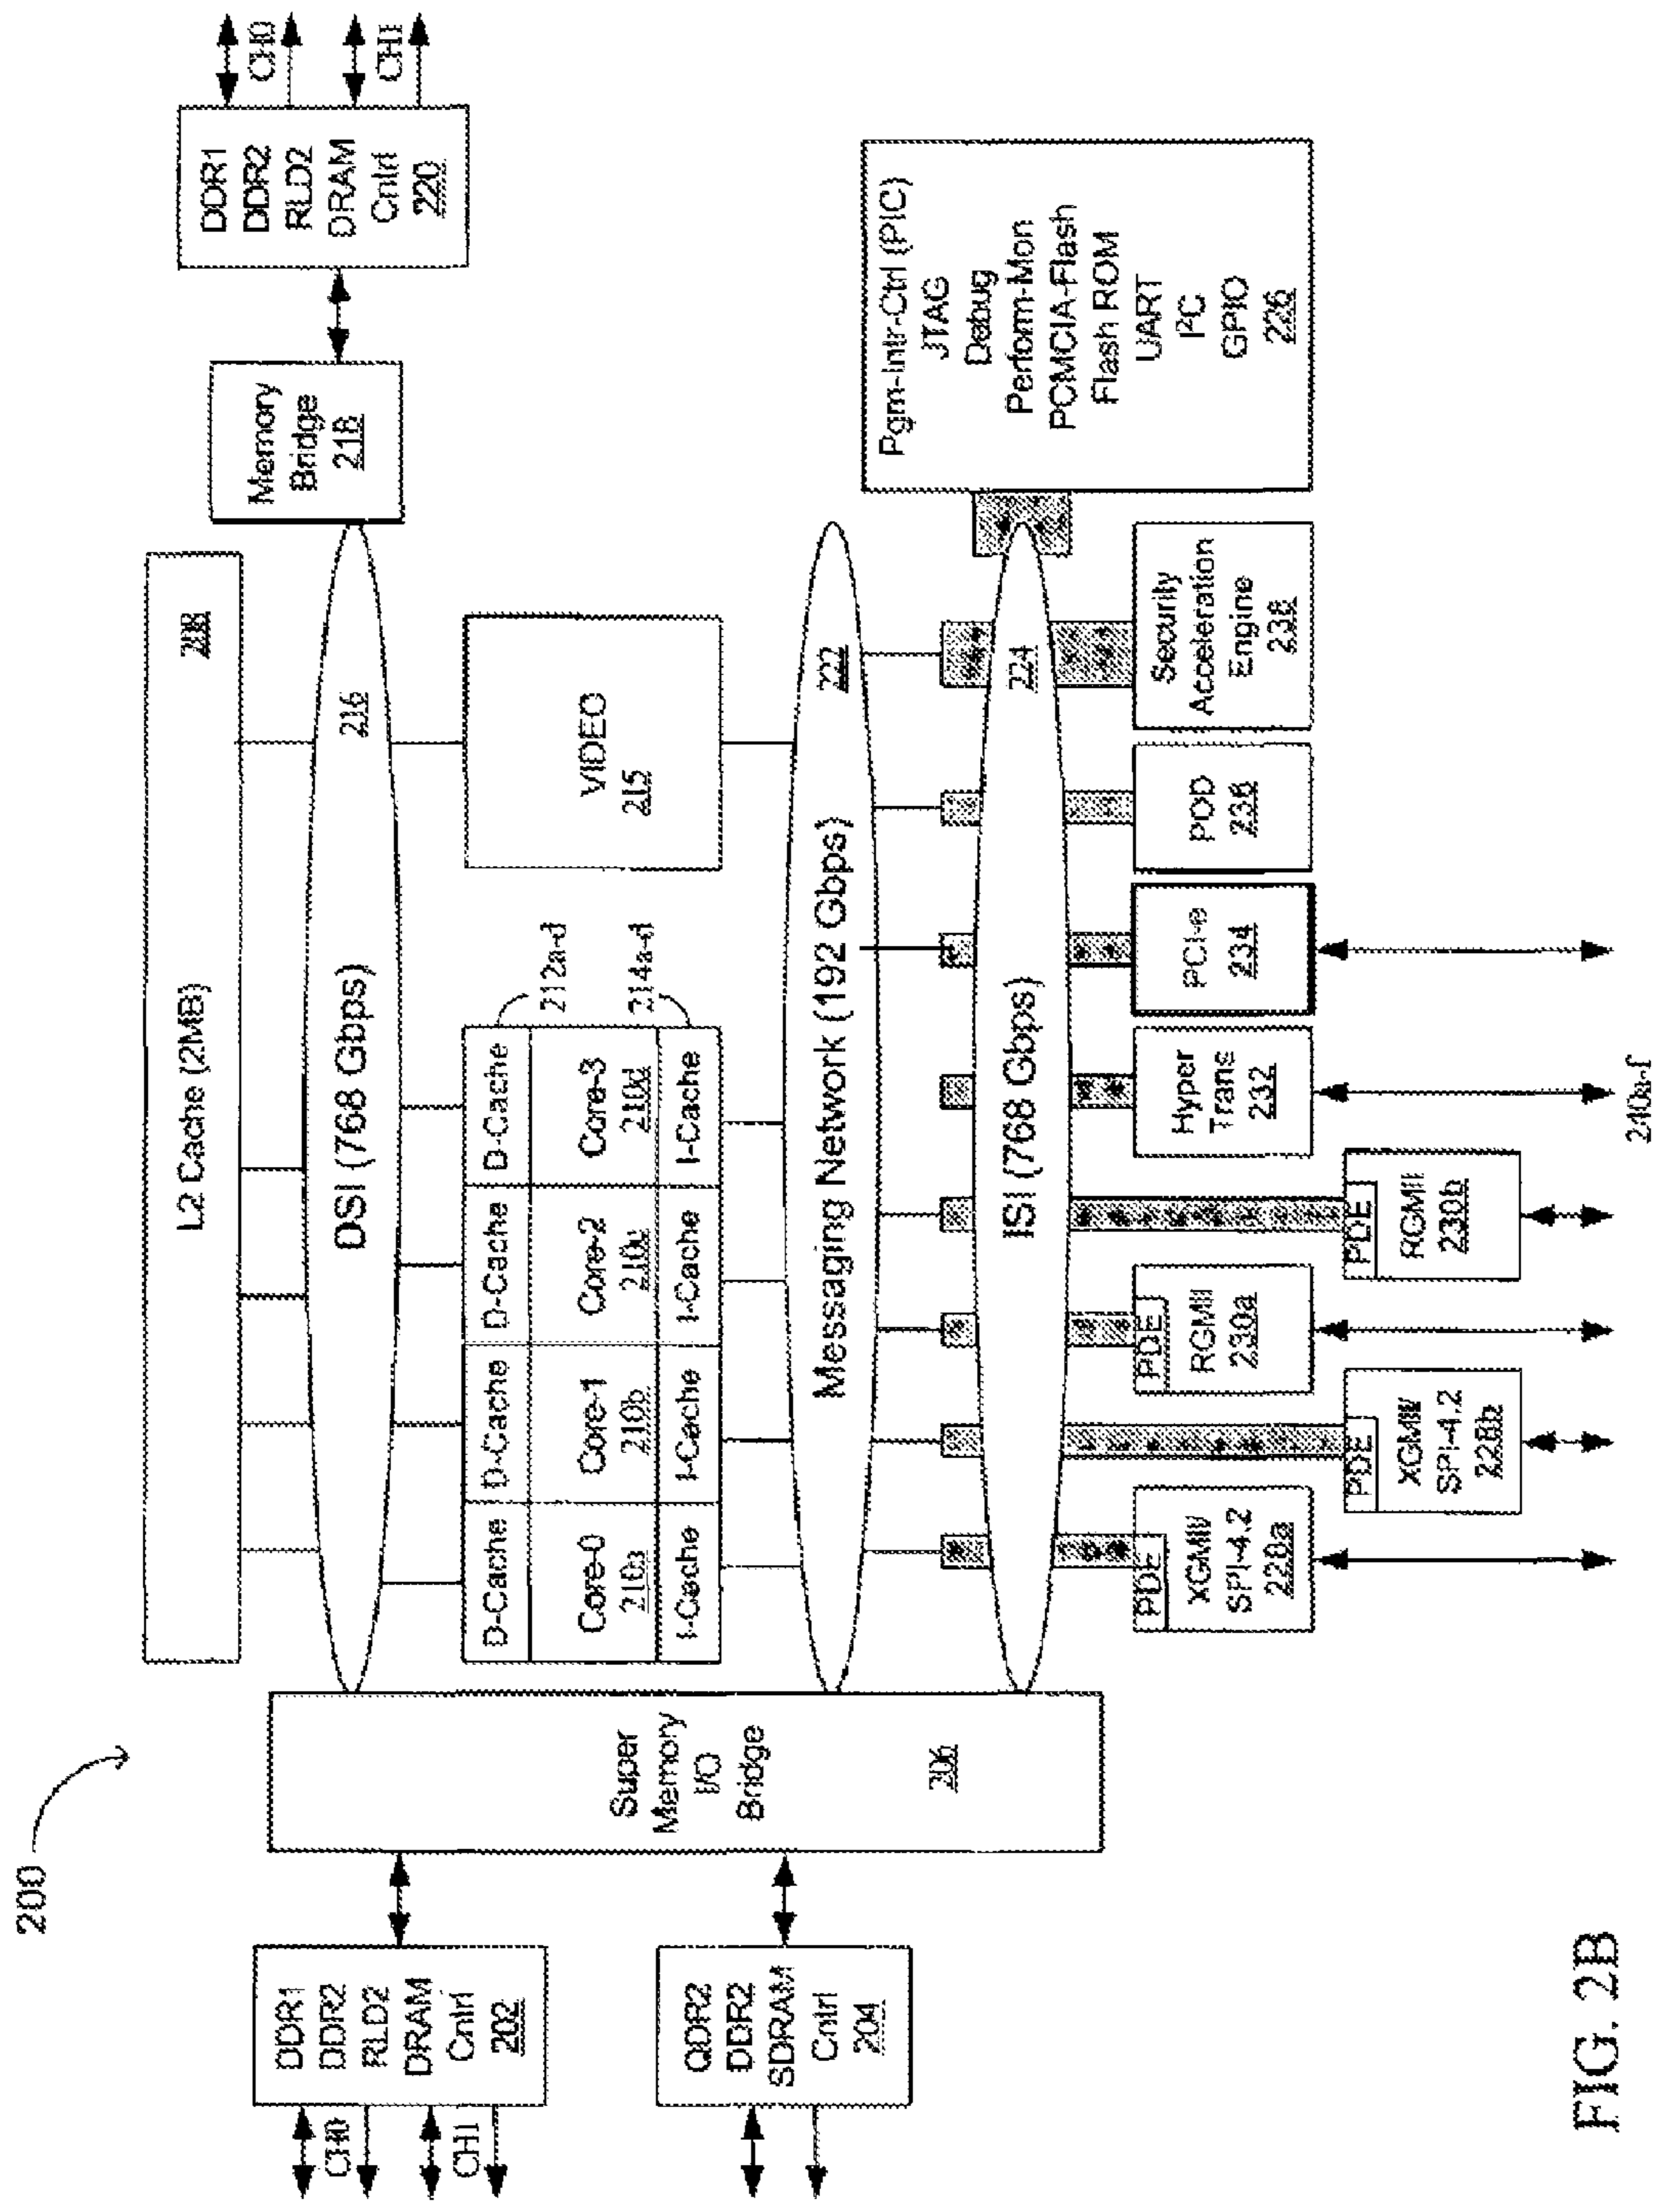 200
L2 Cache (2MB)
208
DSI (768 Gbps)
216
Memory
Bridge
218
DDR1
DDR2
RLD2
DRAM
Cntrl
220
CH0
CH1
DDR1
DDR2
RLD2
DRAM
Cntrl
202
CH0
CH1
QDR2
DDR2
SDRAM
Cntrl
204
Super
Memory
I/O
Bridge
206
D-Cache
D-Cache
D-Cache
D-Cache
212a-d
Core-0
210a
Core-1
210b
Core-2
210c
Core-3
210d
I-Cache
I-Cache
I-Cache
I-Cache
214a-d
VIDEO
215
Messaging Network (192 Gbps)
222
ISI (768 Gbps)
224
Pgm-Intr-Ctrl (PIC)
JTAG
Debug
Perform-Mon
PCMCIA-Flash
Flash ROM
UART
I²C
GPIO
226
PDE
XGMII/
SPI-4.2
228a
PDE
XGMII/
SPI-4.2
228b
PDE
RGMII
230a
PDE
RGMII
230b
Hyper
Trans
232
PCI-e
234
POD
238
Security
Acceleration
Engine
238
240a-f
FIG. 2B